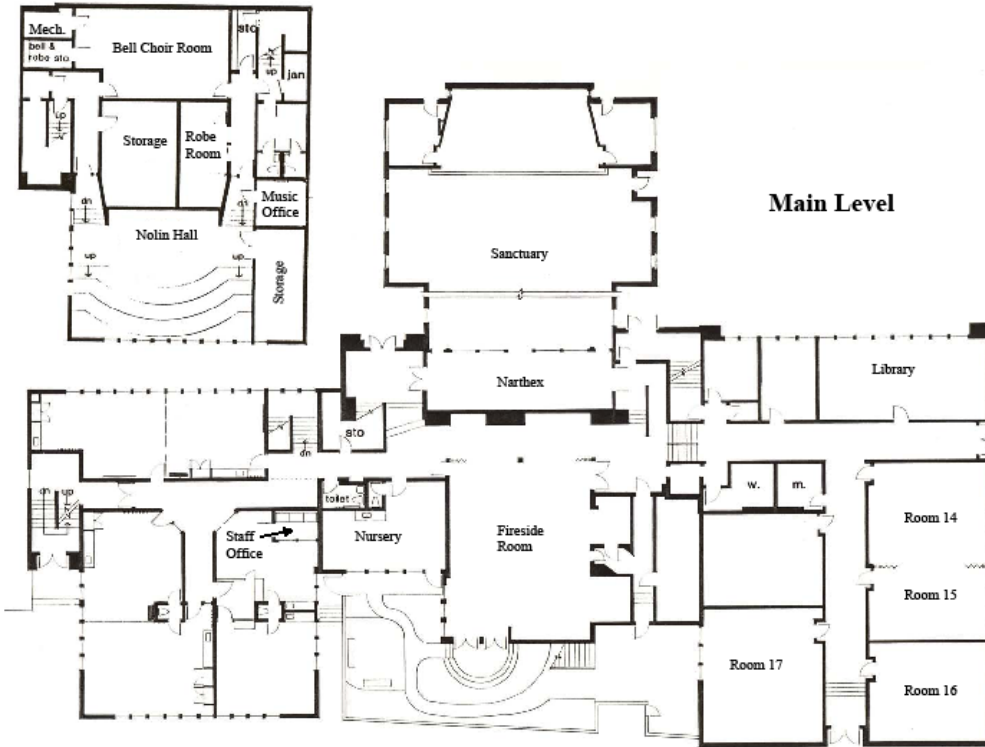 Mech.
bell &
robe sto.
Bell Choir Room
sto
up
jan
up
Storage
Robe
Room
dn
dn
Music
Office
Nolin Hall
up
up
Storage
Main Level
Sanctuary
Narthex
Library
sto
dn
dn
up
toilet
w.
m.
Staff
Office
Nursery
Fireside
Room
Room 14
Room 15
Room 17
Room 16